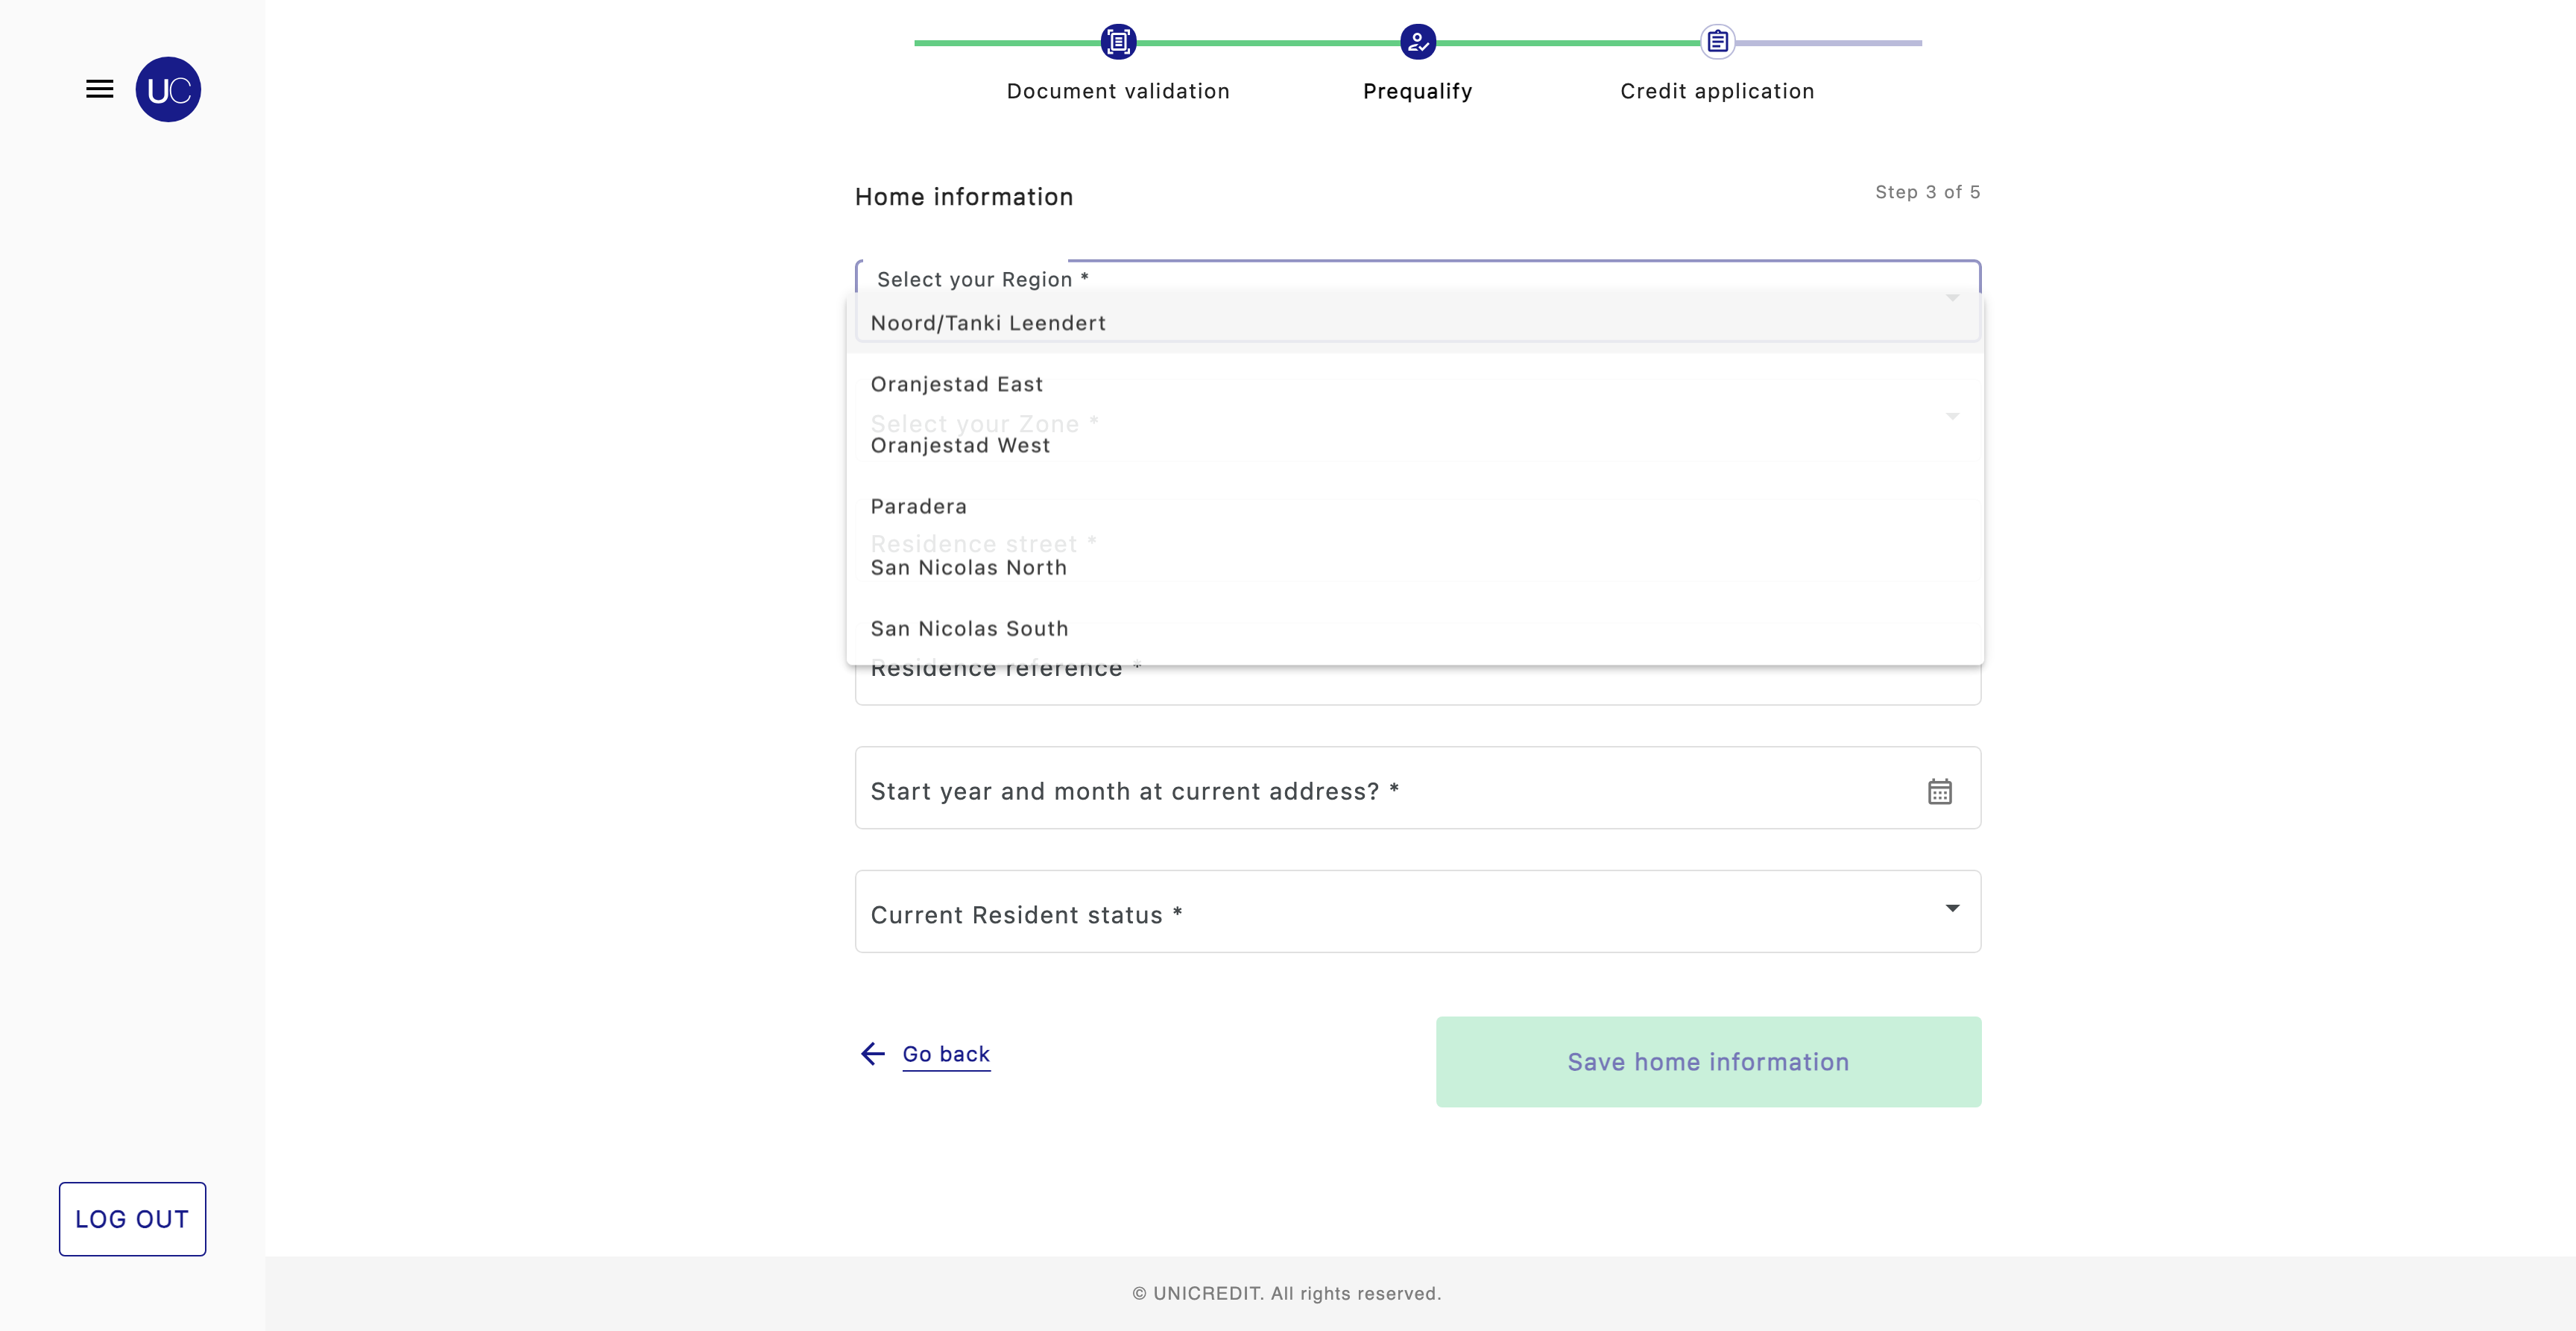 UC
Document validation
Prequalify
Credit application
Home information
Step 3 of 5
Select your Region *
Noord/Tanki Leendert
Oranjestad East
Select your Zone *
Oranjestad West
Paradera
Residence street *
San Nicolas North
San Nicolas South
Residence reference *
Start year and month at current address? *
Current Resident status *
Go back
Save home information
LOG OUT
© UNICREDIT. All rights reserved.